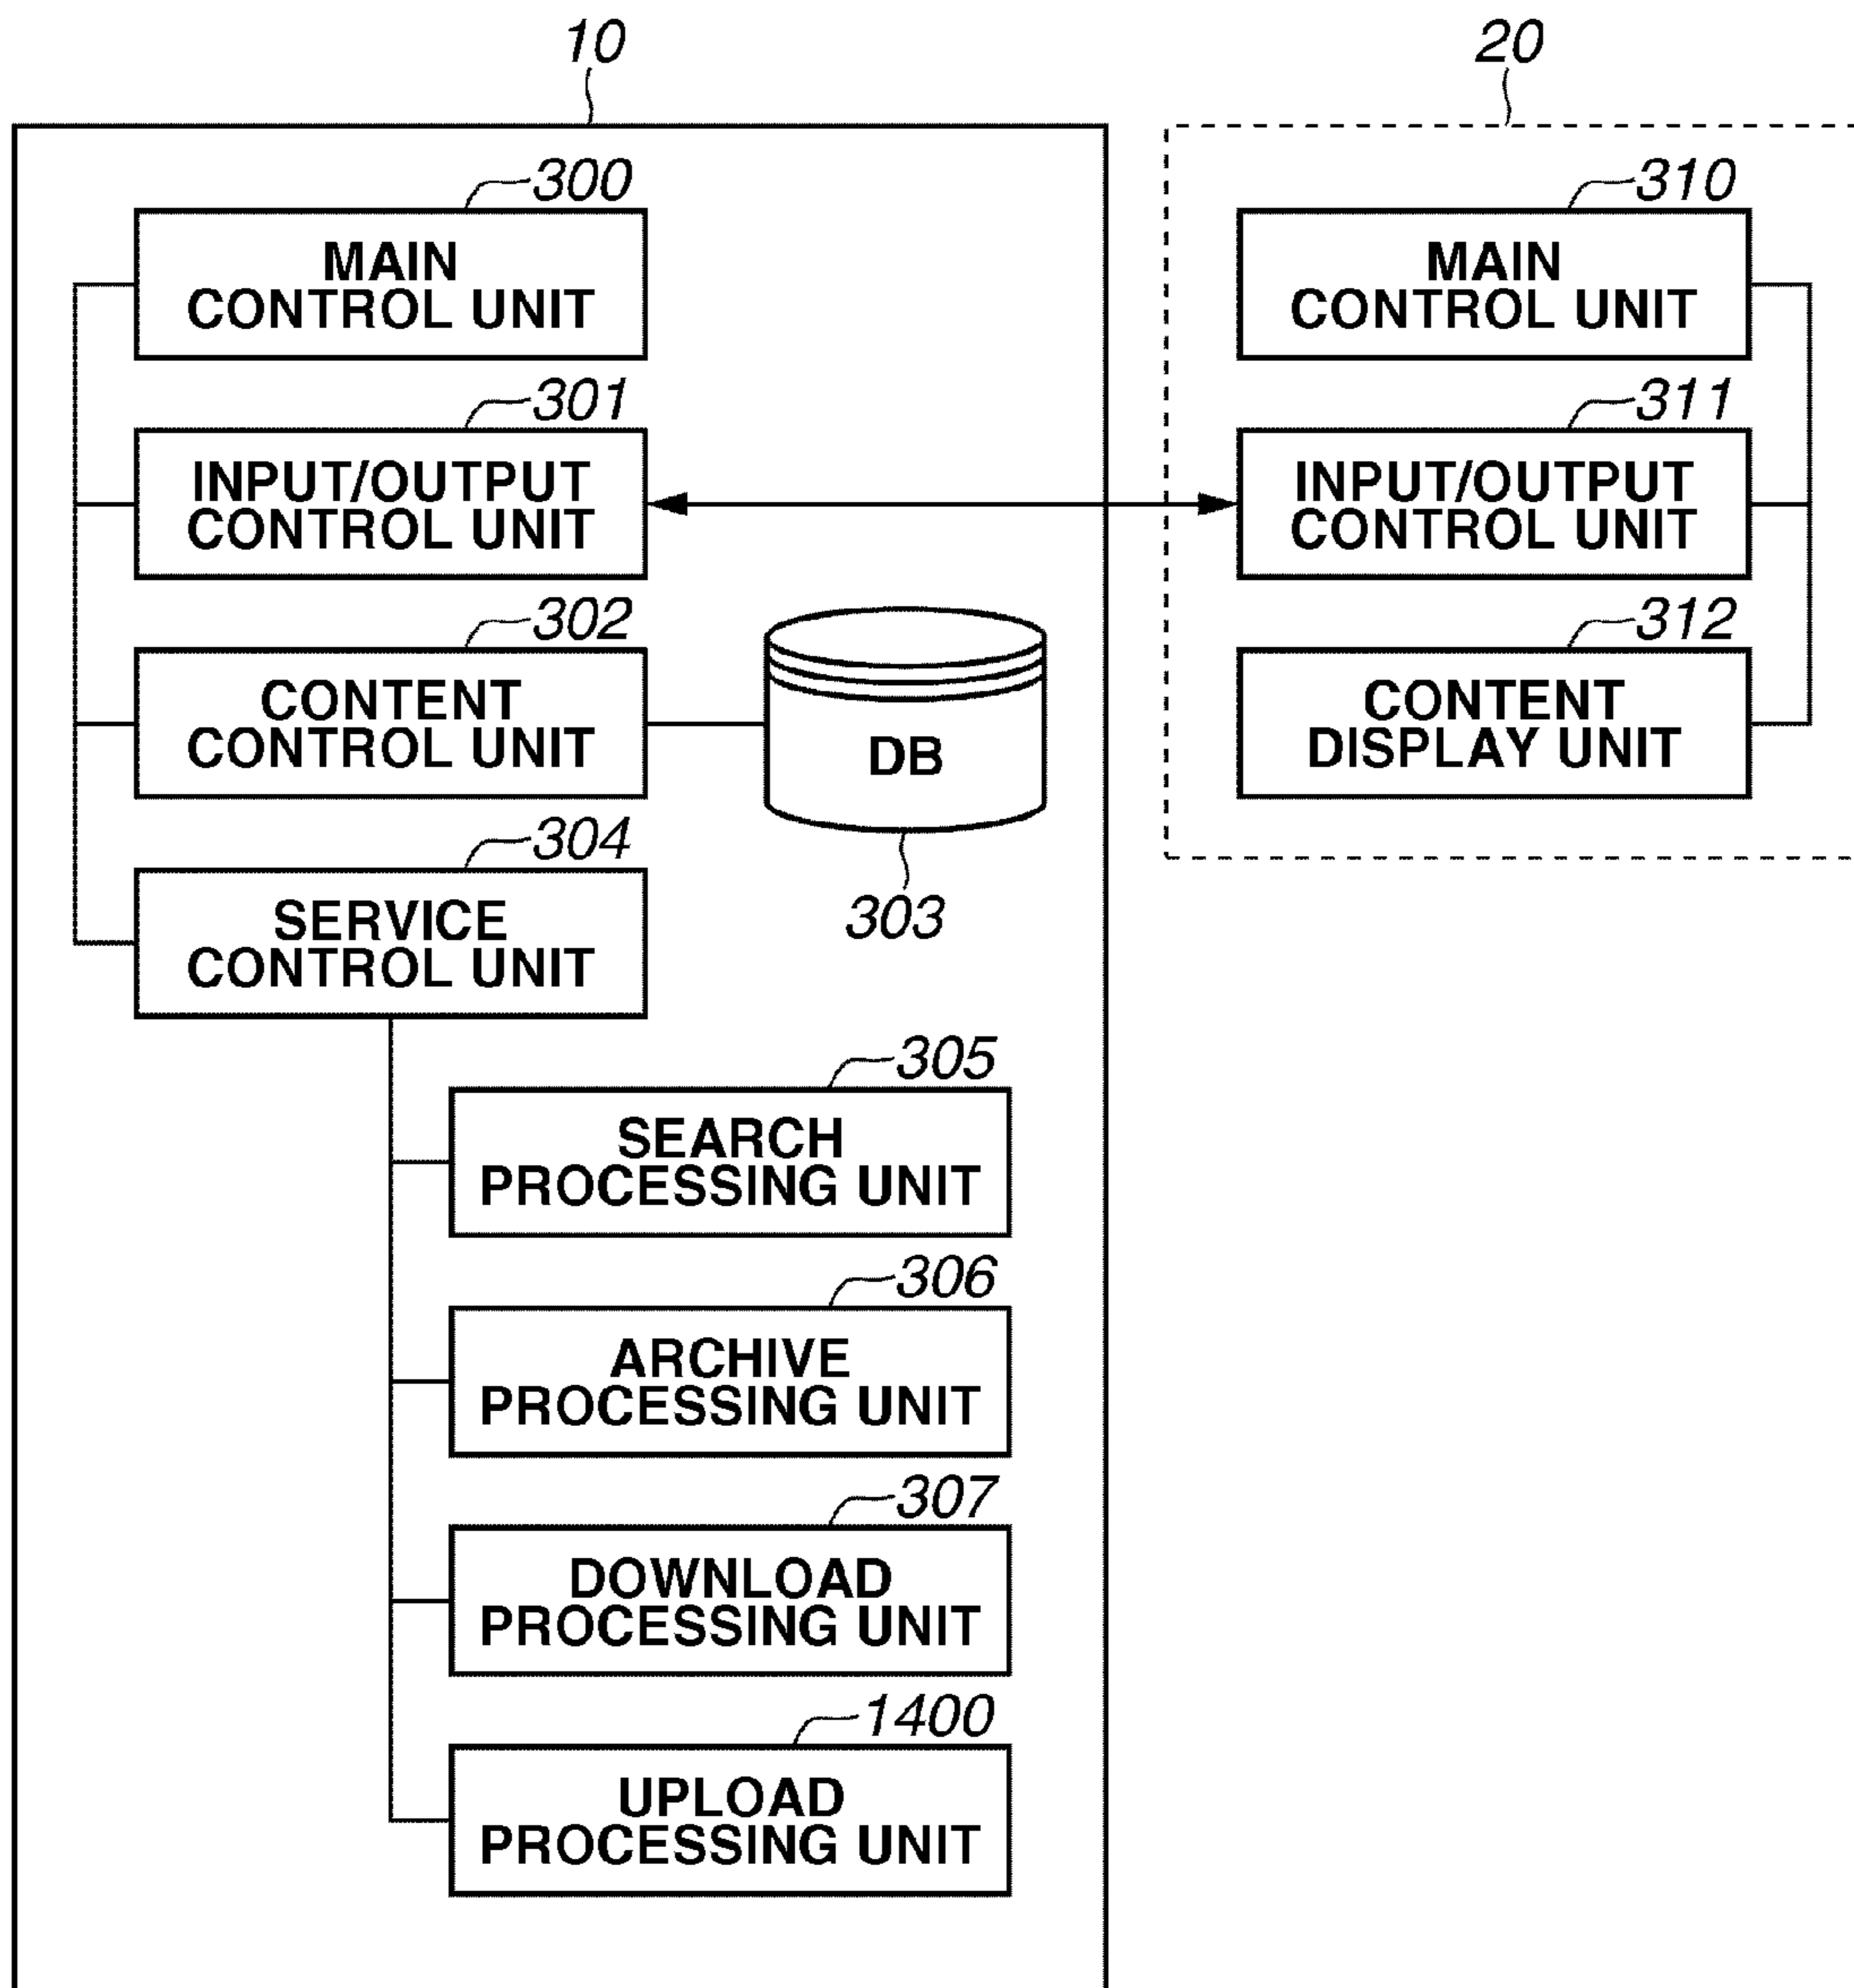 10
20
300
MAIN
CONTROL UNIT
301
INPUT/OUTPUT
CONTROL UNIT
302
CONTENT
CONTROL UNIT
DB
303
304
SERVICE
CONTROL UNIT
305
SEARCH
PROCESSING UNIT
306
ARCHIVE
PROCESSING UNIT
307
DOWNLOAD
PROCESSING UNIT
1400
UPLOAD
PROCESSING UNIT
310
MAIN
CONTROL UNIT
311
INPUT/OUTPUT
CONTROL UNIT
312
CONTENT
DISPLAY UNIT